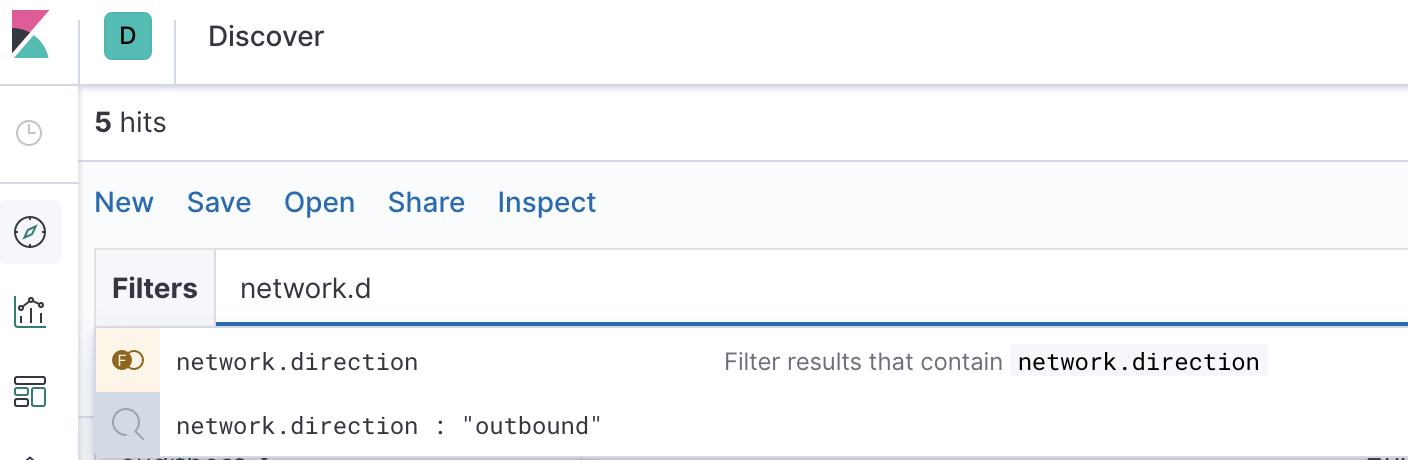 D Discover
5 hits
New Save Open Share Inspect
Filters network.d
F network.direction Filter results that contain network.direction
network.direction : "outbound"